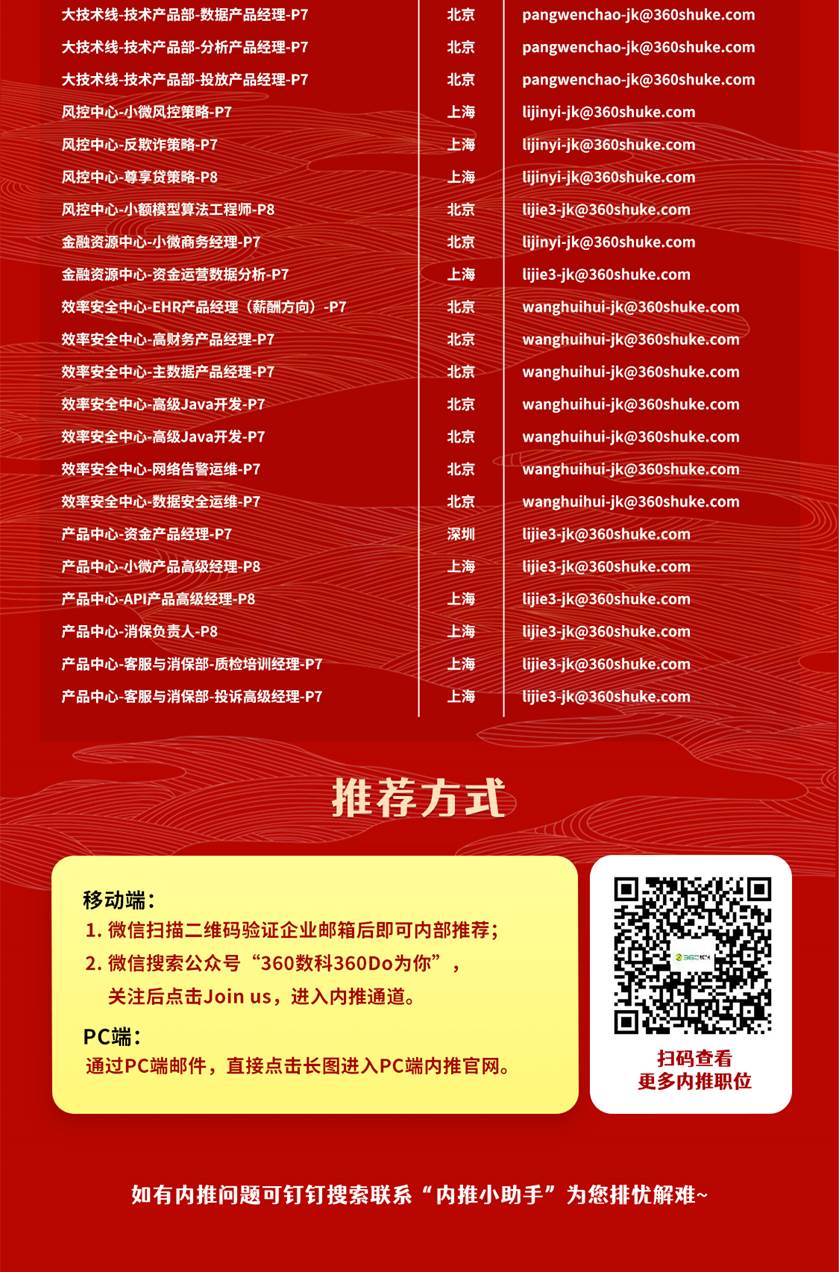 大技术线-技术产品部-数据产品经理-P7 北京 pangwenchao-jk@360shuke.com
大技术线-技术产品部-分析产品经理-P7 北京 pangwenchao-jk@360shuke.com
大技术线-技术产品部-投放产品经理-P7 北京 pangwenchao-jk@360shuke.com
风控中心-小微风控策略-P7 上海 lijinyi-jk@360shuke.com
风控中心-反欺诈策略-P7 上海 lijinyi-jk@360shuke.com
风控中心-尊享贷策略-P8 上海 lijinyi-jk@360shuke.com
风控中心-小额模型算法工程师-P8 北京 lijie3-jk@360shuke.com
金融资源中心-小微商务经理-P7 北京 lijinyi-jk@360shuke.com
金融资源中心-资金运营数据分析-P7 上海 lijie3-jk@360shuke.com
效率安全中心-EHR产品经理（薪酬方向）-P7 北京 wanghuihui-jk@360shuke.com
效率安全中心-高财务产品经理-P7 北京 wanghuihui-jk@360shuke.com
效率安全中心-主数据产品经理-P7 北京 wanghuihui-jk@360shuke.com
效率安全中心-高级Java开发-P7 北京 wanghuihui-jk@360shuke.com
效率安全中心-高级Java开发-P7 北京 wanghuihui-jk@360shuke.com
效率安全中心-网络告警运维-P7 北京 wanghuihui-jk@360shuke.com
效率安全中心-数据安全运维-P7 北京 wanghuihui-jk@360shuke.com
产品中心-资金产品经理-P7 深圳 lijie3-jk@360shuke.com
产品中心-小微产品高级经理-P8 上海 lijie3-jk@360shuke.com
产品中心-API产品高级经理-P8 上海 lijie3-jk@360shuke.com
产品中心-消保负责人-P8 上海 lijie3-jk@360shuke.com
产品中心-客服与消保部-质检培训经理-P7 上海 lijie3-jk@360shuke.com
产品中心-客服与消保部-投诉高级经理-P7 上海 lijie3-jk@360shuke.com
推荐方式
移动端：
1. 微信扫描二维码验证企业邮箱后即可内部推荐；
2. 微信搜索公众号“360数科360Do为你”，
关注后点击Join us，进入内推通道。
PC端：
通过PC端邮件，直接点击长图进入PC端内推官网。
360数科
扫码查看
更多内推职位
如有内推问题可钉钉搜索联系“内推小助手”为您排忧解难~